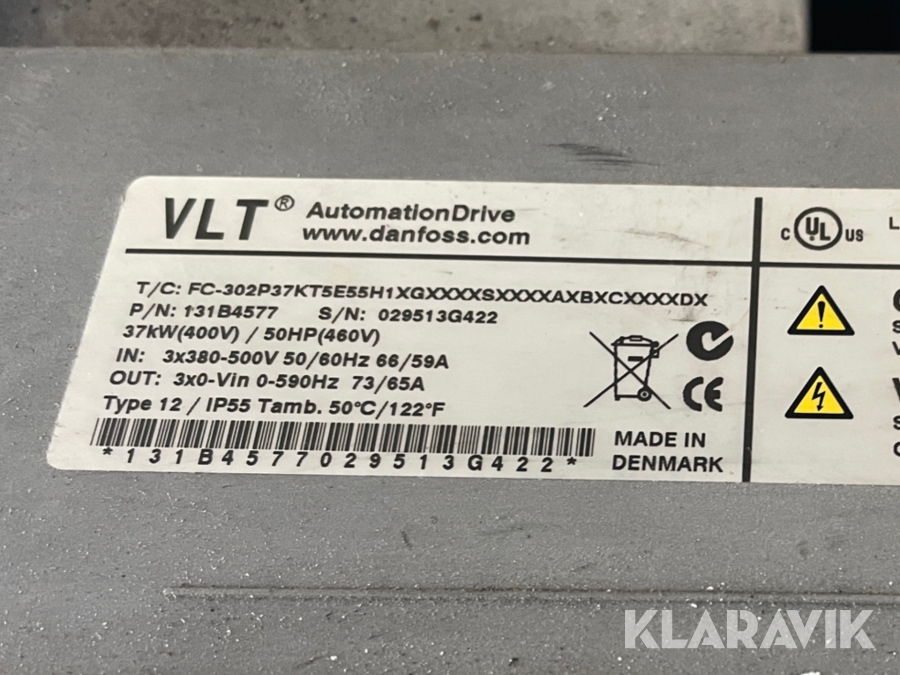 VLT® AutomationDrive
www.danfoss.com
T/C: FC-302P37KT5E55H1XGXXXXSXXXXAXBXCXXXXDX
P/N: 131B4577 S/N: 029513G422
37kW(400V) / 50HP(460V)
IN: 3x380-500V 50/60Hz 66/59A
OUT: 3x0-Vin 0-590Hz 73/65A
Type 12 / IP55 Tamb. 50°C/122°F
*131B4577029513G422*
MADE IN
DENMARK
CE
C UL US
KLARAVIK